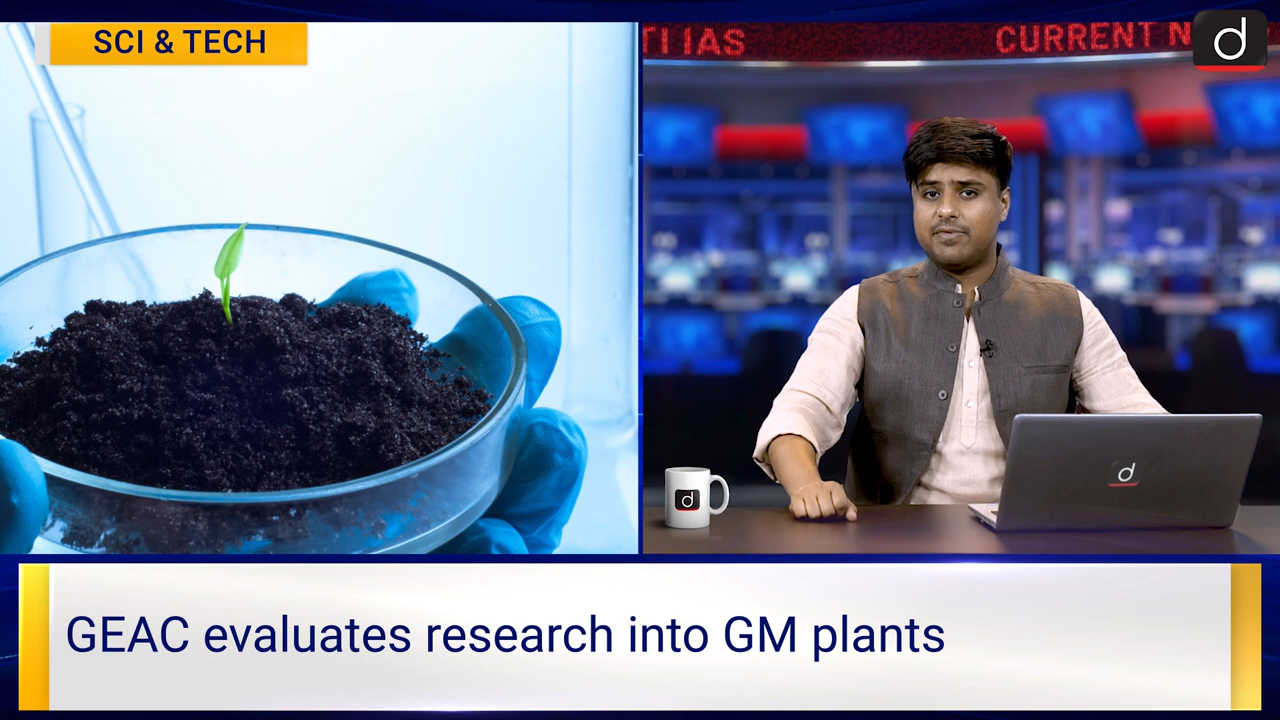 SCI & TECH
TI IAS
CURRENT N
d
d
d
GEAC evaluates research into GM plants